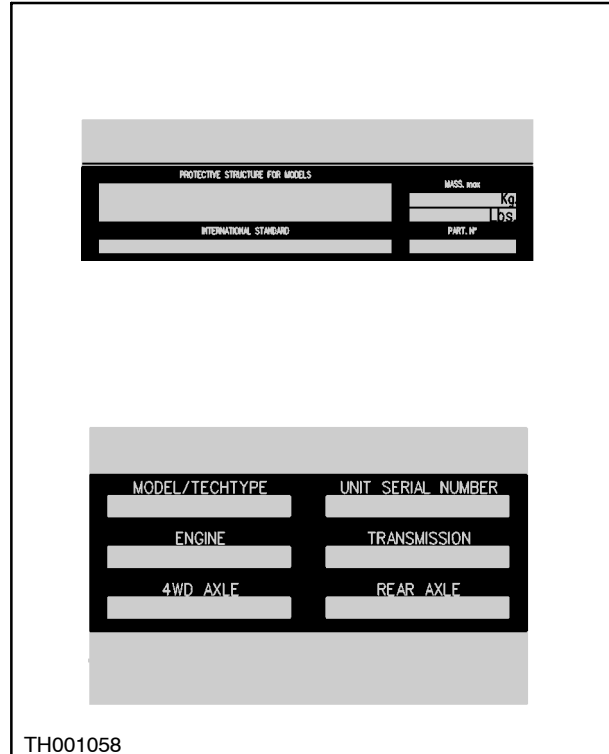 PROTECTIVE STRUCTURE FOR MODELS
MASS. max
Kg.
Lbs.
INTERNATIONAL STANDARD PART. Nº
MODEL/TECHTYPE UNIT SERIAL NUMBER
ENGINE TRANSMISSION
4WD AXLE REAR AXLE
TH001058